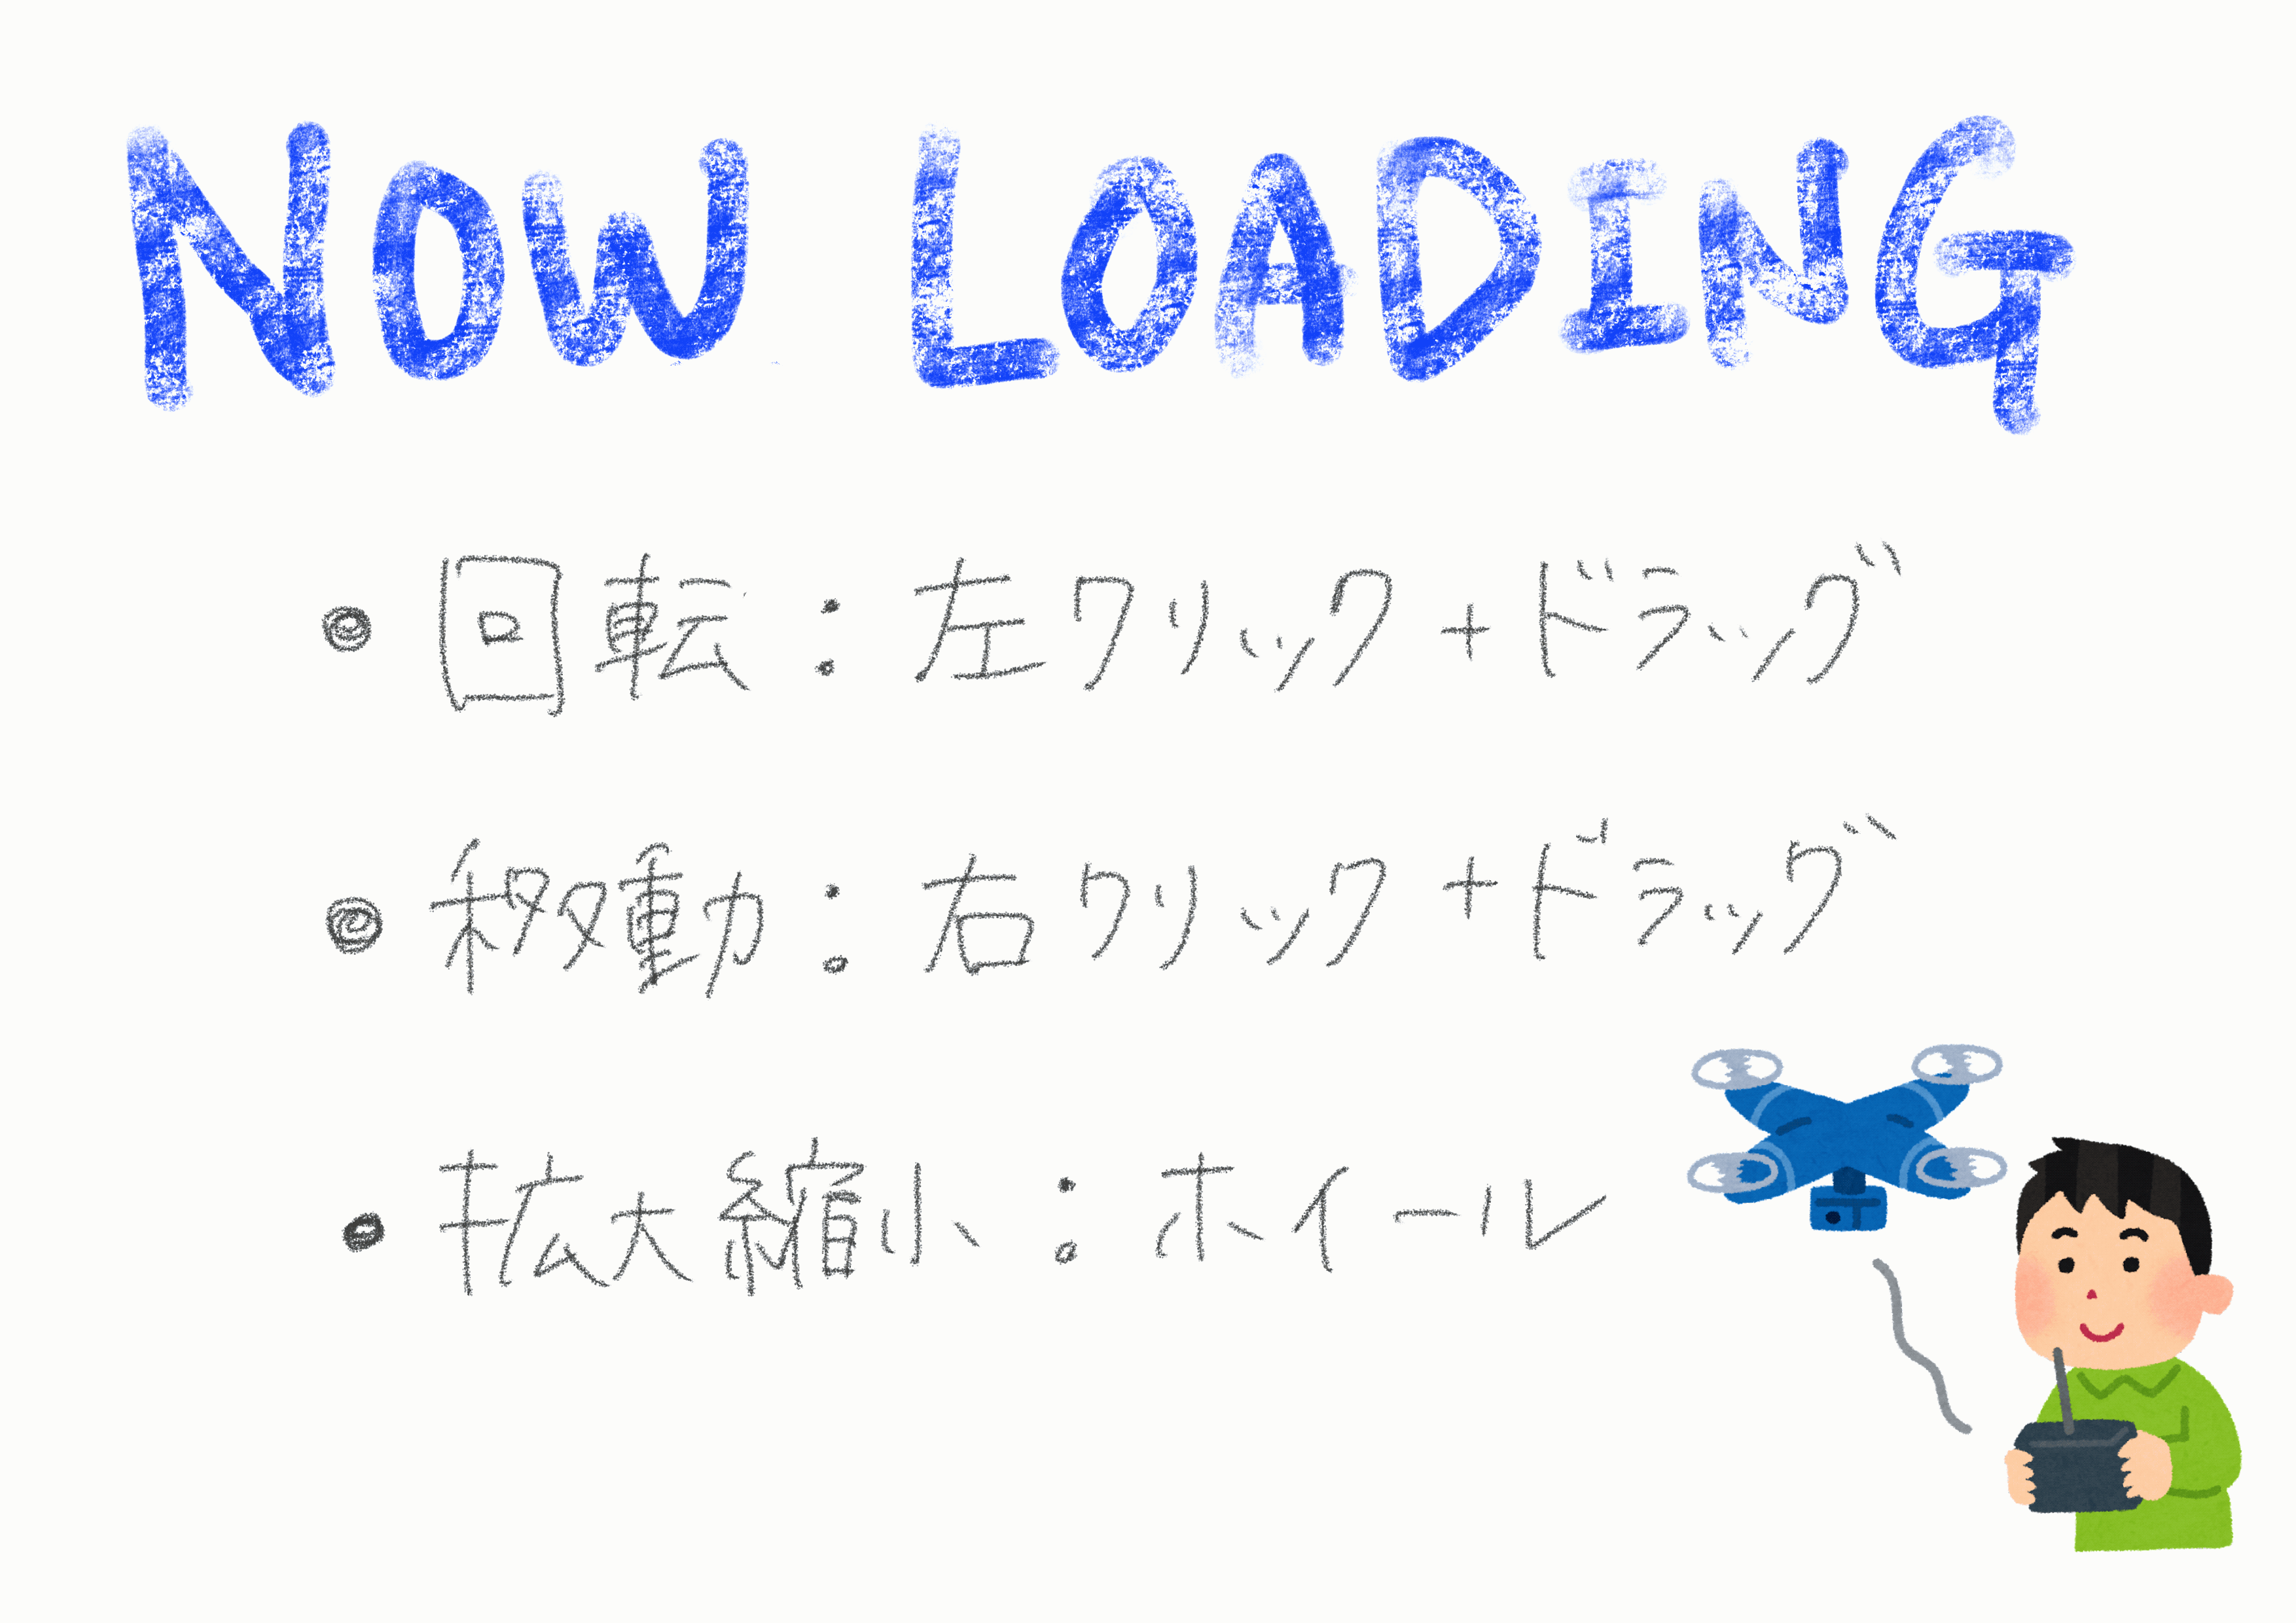 NOW LOADING
• 回転：左クリック＋ドラッグ
• 移動：右クリック＋ドラッグ
• 拡大縮小：ホイール